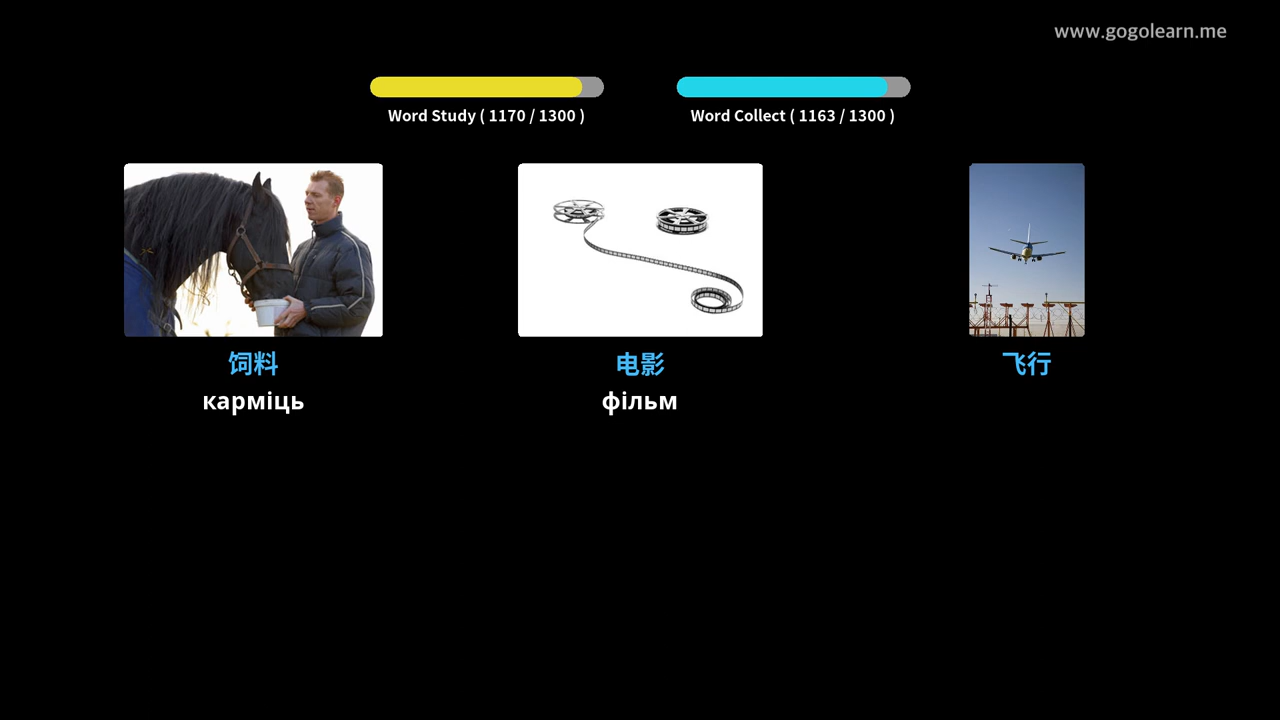 www.gogolearn.me
Word Study ( 1170 / 1300 )
Word Collect ( 1163 / 1300 )
饲料
电影
飞行
карміць
фільм